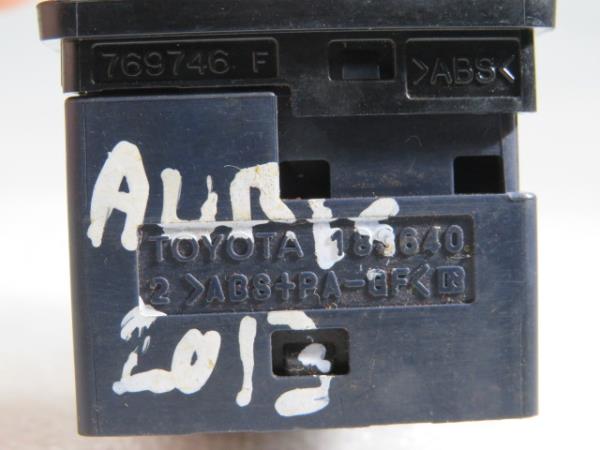 769746 F >ABS<
AURIS
TOYOTA 183640
2 >ABS+PA-GF<
2013